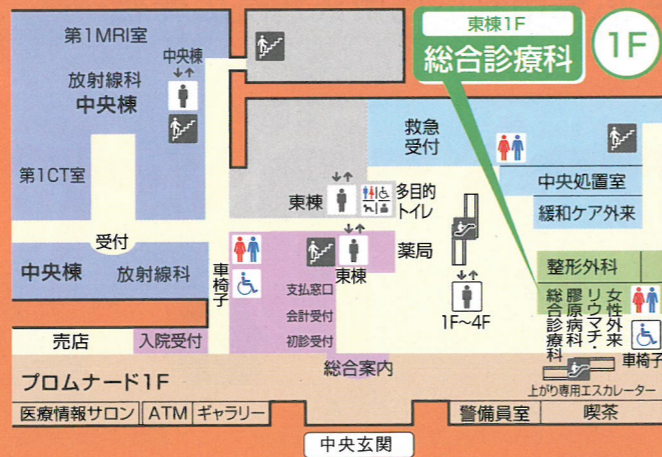 東棟1F
総合診療科
1F
第1MRI室
放射線科
中央棟
中央棟
第1CT室
受付
中央棟
放射線科
車椅子
売店
入院受付
救急
受付
中央処置室
緩和ケア外来
東棟
多目的
トイレ
薬局
東棟
支払窓口
会計受付
初診受付
総合案内
1F～4F
整形外科
女性外来
リウマチ・
膠原病科
総合診療科
車椅子
上がり専用エスカレーター
プロムナード1F
医療情報サロン
ATM
ギャラリー
警備員室
喫茶
中央玄関